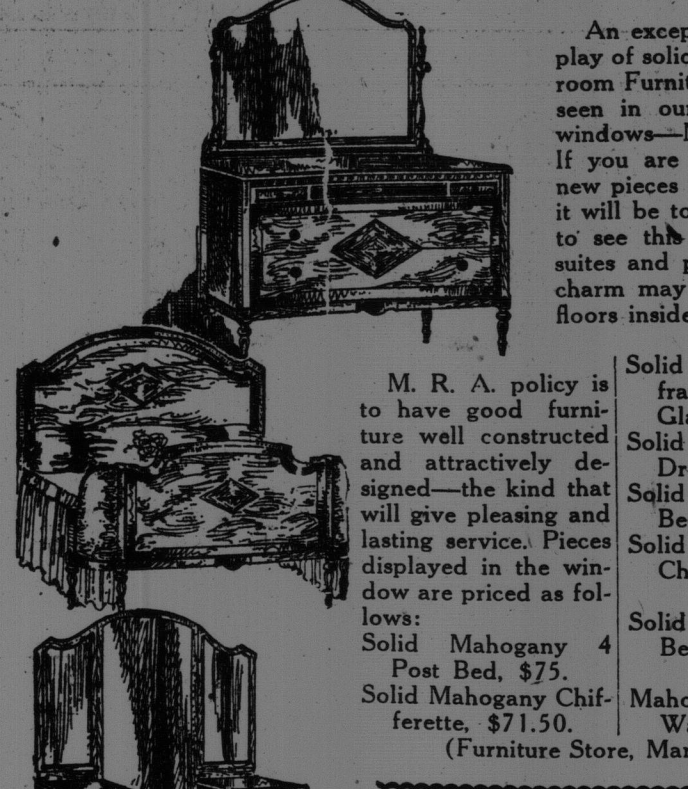 An excep
play of solid
room Furnit
seen in our
windows—
If you are
new pieces
it will be to
to see this
suites and p
charm may
floors inside
M. R. A. policy is
to have good furni-
ture well constructed
and attractively de-
signed—the kind that
will give pleasing and
lasting service. Pieces
displayed in the win-
dow are priced as fol-
lows:
Solid Mahogany 4
Post Bed, $75.
Solid Mahogany Chif-
ferette, $71.50.
Solid
fra
Gla
Solid
Dr
Solid
Be
Solid
Ch
Solid
Be
Maho
W
(Furniture Store, Mar